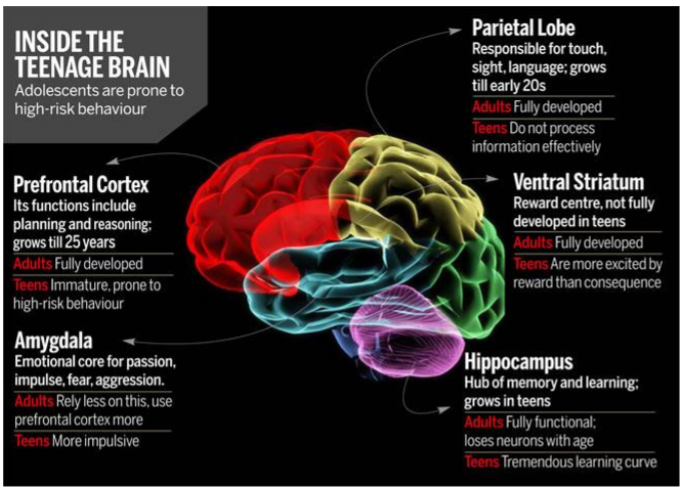 INSIDE THE
TEENAGE BRAIN
Adolescents are prone to
high-risk behaviour
Prefrontal Cortex
Its functions include
planning and reasoning;
grows till 25 years
Adults Fully developed
Teens Immature, prone to
high-risk behaviour
Amygdala
Emotional core for passion,
impulse, fear, aggression.
Adults Rely less on this, use
prefrontal cortex more
Teens More impulsive
Parietal Lobe
Responsible for touch,
sight, language; grows
till early 20s
Adults Fully developed
Teens Do not process
information effectively
Ventral Striatum
Reward centre, not fully
developed in teens
Adults Fully developed
Teens Are more excited by
reward than consequence
Hippocampus
Hub of memory and learning;
grows in teens
Adults Fully functional;
loses neurons with age
Teens Tremendous learning curve